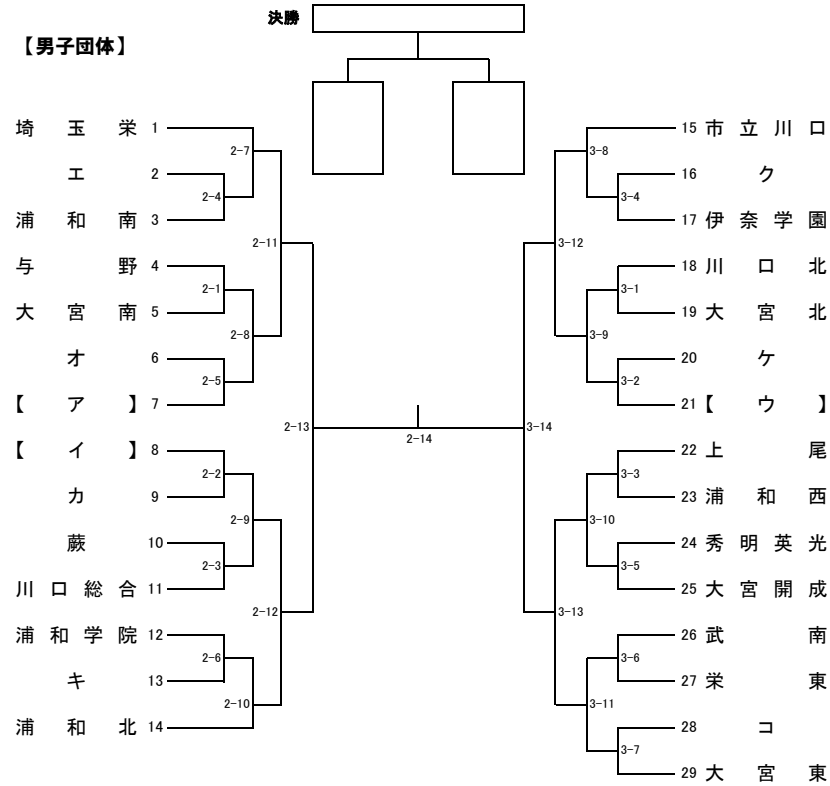 決勝
【男子団体】
埼玉栄 1
エ 2
浦和南 3
与野 4
大宮南 5
オ 6
【ア】 7
【イ】 8
カ 9
蕨 10
川口総合 11
浦和学院 12
キ 13
浦和北 14
2-7
2-4
2-11
2-1
2-8
2-5
2-13
2-2
2-9
2-3
2-12
2-6
2-10
2-14
3-8
3-4
3-12
3-1
3-9
3-2
3-14
3-3
3-10
3-5
3-13
3-6
3-11
3-7
15 市立川口
16 ク
17 伊奈学園
18 川口北
19 大宮北
20 ケ
21 【ウ】
22 上尾
23 浦和西
24 秀明英光
25 大宮開成
26 武南
27 栄東
28 コ
29 大宮東